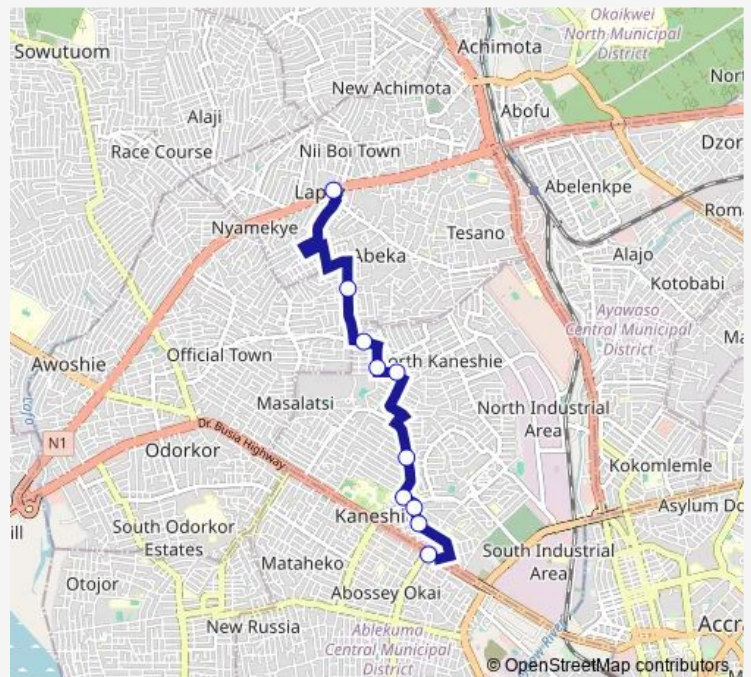 Okaikwei
North Municipal
District
Sowutuom
Achimota
New Achimota
Nor
Abofu
Alaji
Race Course
Nii Boi Town
Dzor
Lap
Abelenkpe
Rom
Nyamekye
Tesano
Abeka
Alajo
Kotobabi
Ayawaso
Central Municipal
District
Ma
Official Town
orth Kaneshie
Awoshie
Lafa
Masalatsi
North Industrial
Area
Dr. Busia Highway
N1
Odorkor
Kokomlemle
Asylum Do
South Odorkor
Estates
Kaneshi
ill
South Industrial
Area
Mataheko
Otojor
Abossey Okai
New Russia
Ablekuma
Central Municipal
District
Accra
© OpenStreetMap contributors